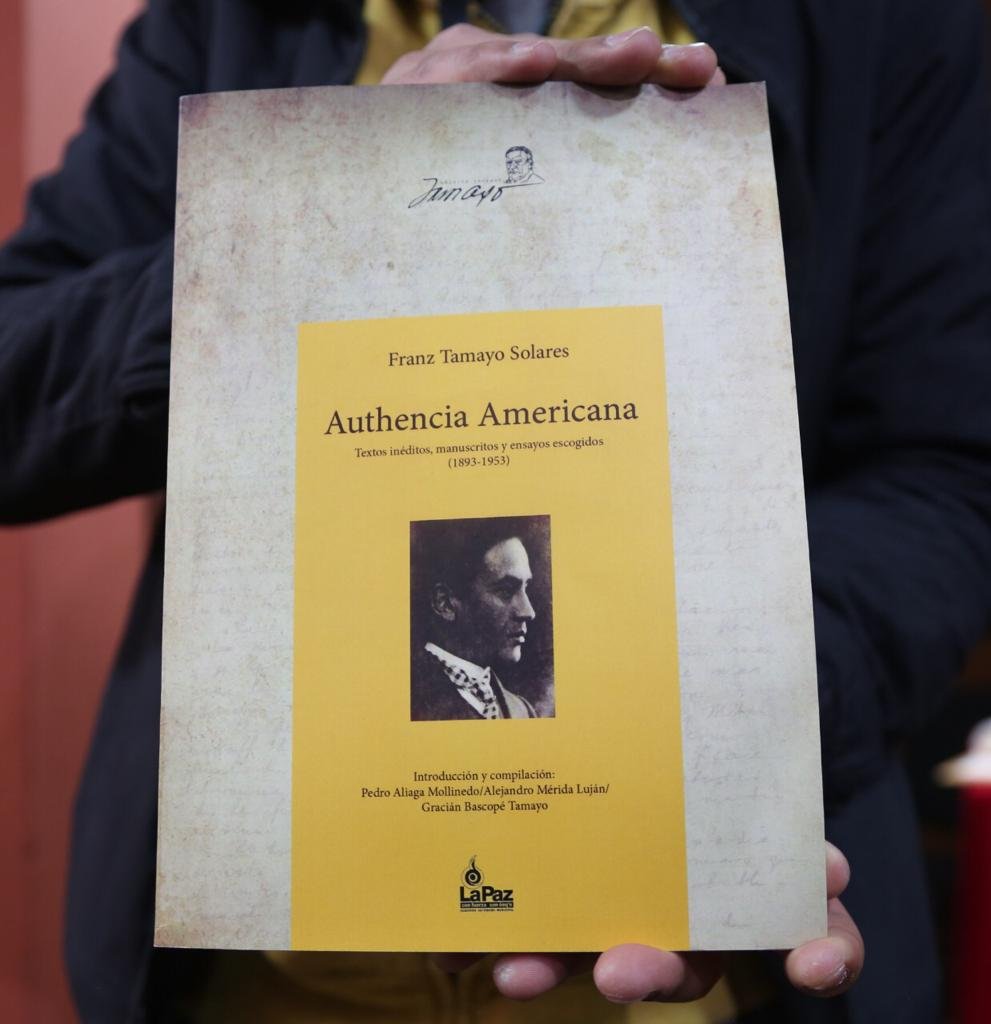 Tamayo
Franz Tamayo Solares
Authencia Americana
Textos inéditos, manuscritos y ensayos escogidos
(1893-1953)
Introducción y compilación:
Pedro Aliaga Mollinedo/Alejandro Mérida Luján/
Gracián Bascopé Tamayo
LaPaz